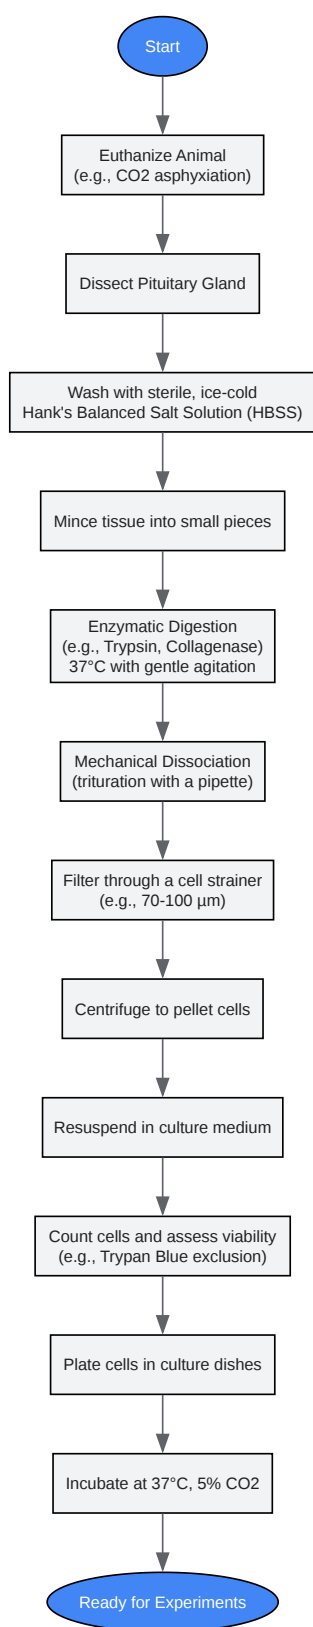 Start
Euthanize Animal
(e.g., CO2 asphyxiation)
Dissect Pituitary Gland
Wash with sterile, ice-cold
Hank's Balanced Salt Solution (HBSS)
Mince tissue into small pieces
Enzymatic Digestion
(e.g., Trypsin, Collagenase)
37°C with gentle agitation
Mechanical Dissociation
(trituration with a pipette)
Filter through a cell strainer
(e.g., 70-100 µm)
Centrifuge to pellet cells
Resuspend in culture medium
Count cells and assess viability
(e.g., Trypan Blue exclusion)
Plate cells in culture dishes
Incubate at 37°C, 5% CO2
Ready for Experiments